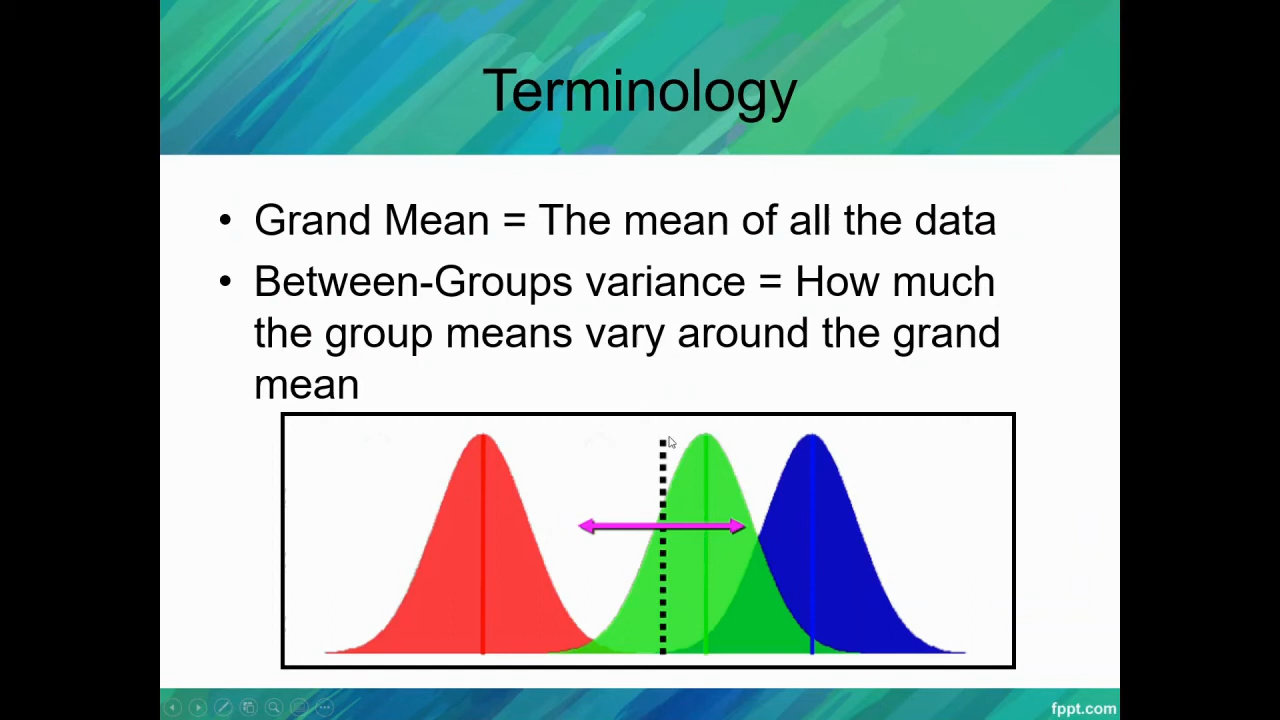 Terminology
• Grand Mean = The mean of all the data
• Between-Groups variance = How much
the group means vary around the grand
mean
fppt.com